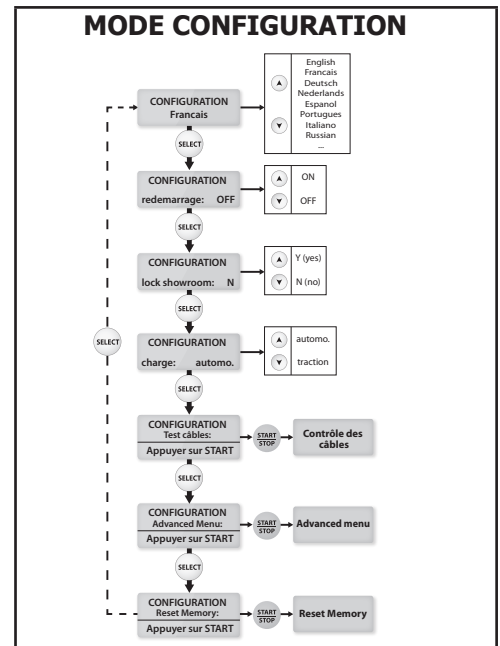 MODE CONFIGURATION
CONFIGURATION
Francais
English
Francais
Deutsch
Nederlands
Espanol
Portugues
Italiano
Russian
...
SELECT
CONFIGURATION
redemarrage: OFF
ON
OFF
SELECT
CONFIGURATION
lock showroom: N
Y (yes)
N (no)
SELECT
SELECT
CONFIGURATION
charge: automo.
automo.
traction
SELECT
CONFIGURATION
Test câbles:
Appuyer sur START
START
STOP
Contrôle des
câbles
SELECT
CONFIGURATION
Advanced Menu:
Appuyer sur START
START
STOP
Advanced menu
SELECT
CONFIGURATION
Reset Memory:
Appuyer sur START
START
STOP
Reset Memory